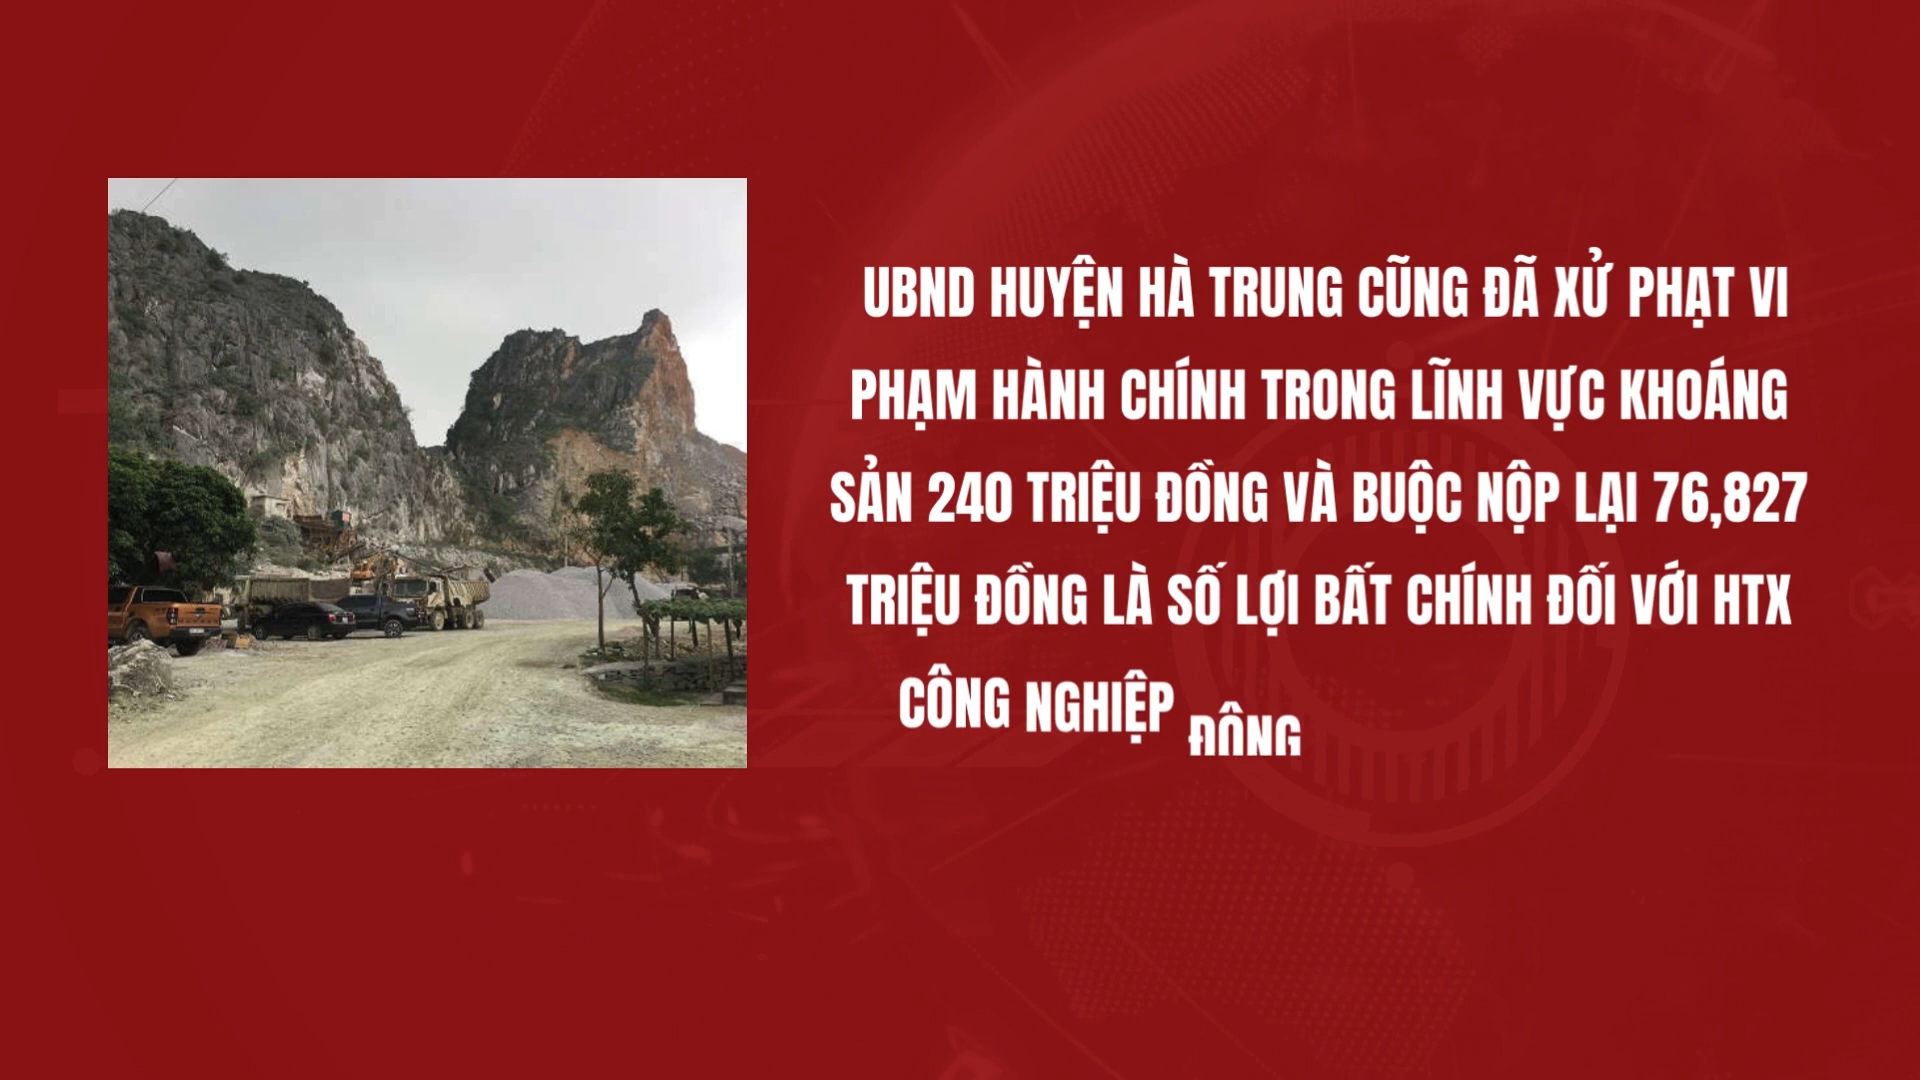 UBND HUYỆN HÀ TRUNG CŨNG ĐÃ XỬ PHẠT VI
PHẠM HÀNH CHÍNH TRONG LĨNH VỰC KHOÁNG
SẢN 240 TRIỆU ĐỒNG VÀ BUỘC NỘP LẠI 76,827
TRIỆU ĐỒNG LÀ SỐ LỢI BẤT CHÍNH ĐỐI VỚI HTX
CÔNG NGHIỆP ĐÔNG